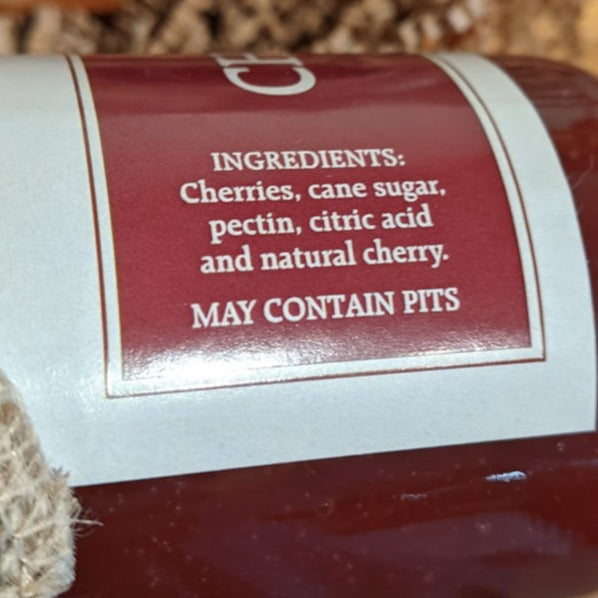 INGREDIENTS:
Cherries, cane sugar,
pectin, citric acid
and natural cherry.
MAY CONTAIN PITS